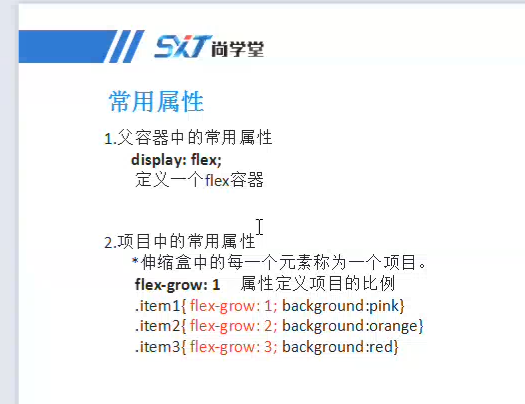 SXT尚学堂
常用属性
1.父容器中的常用属性
display: flex;
定义一个flex容器
2.项目中的常用属性
*伸缩盒中的每一个元素称为一个项目。
flex-grow: 1 属性定义项目的比例
.item1{ flex-grow: 1; background:pink}
.item2{ flex-grow: 2; background:orange}
.item3{ flex-grow: 3; background:red}